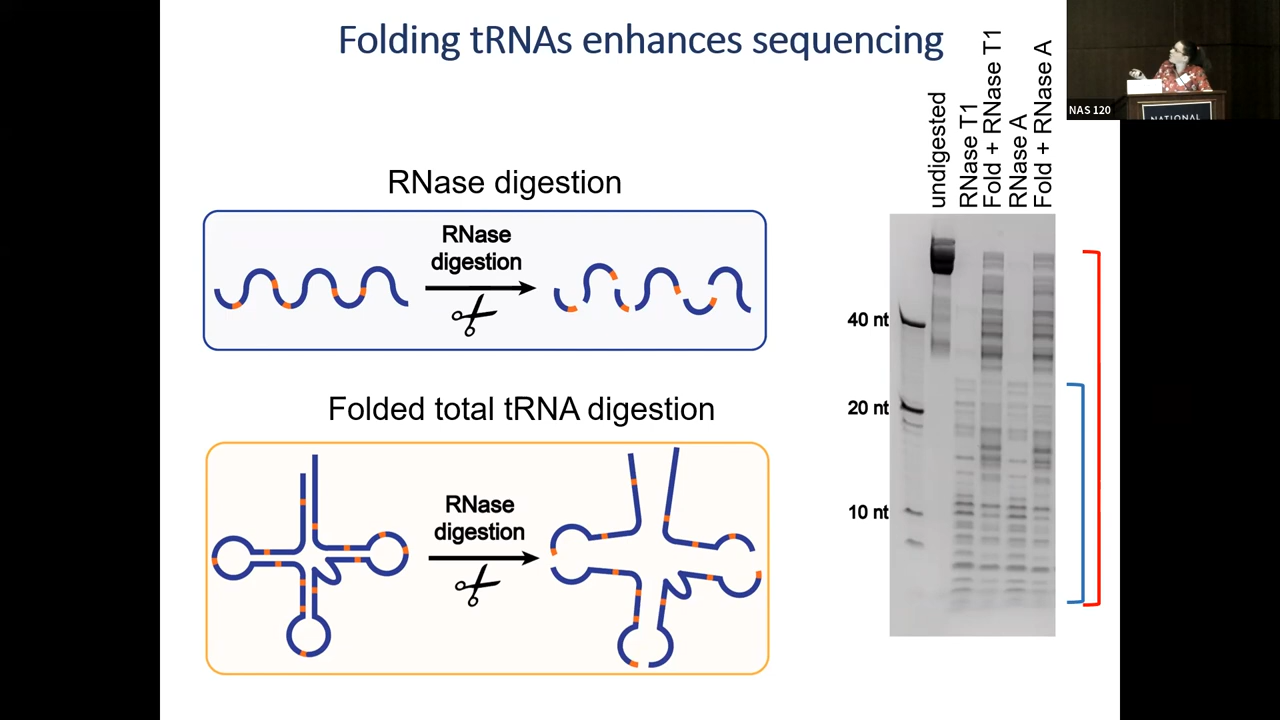 Folding tRNAs enhances sequencing
RNase digestion
RNase
digestion
Folded total tRNA digestion
RNase
digestion
undigested
RNase T1
Fold + RNase T1
RNase A
Fold + RNase A
40 nt
20 nt
10 nt
NAS 120
NATIONAL